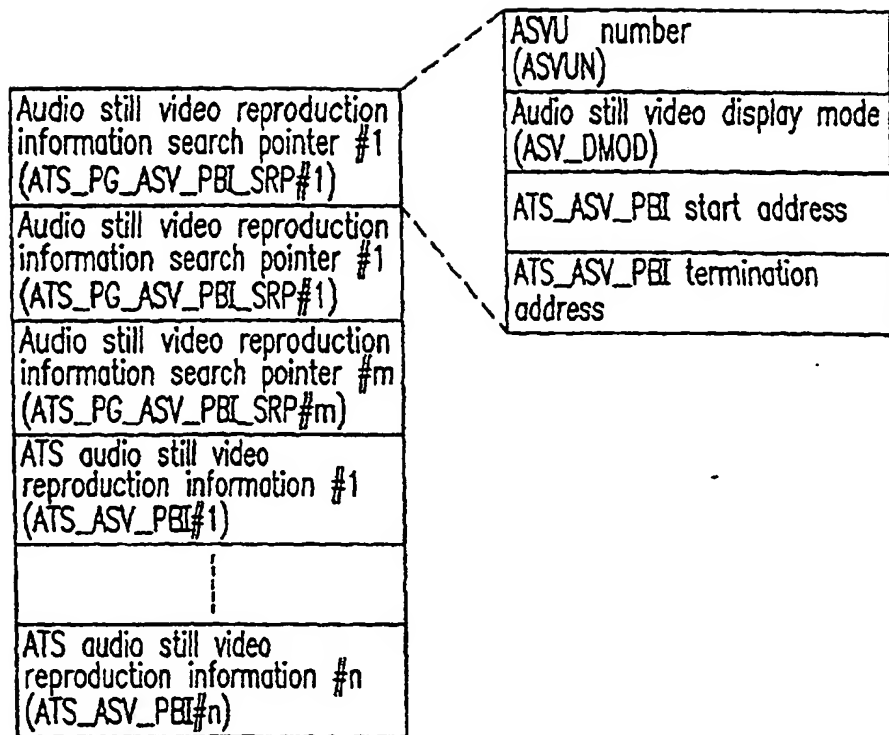 Audio still video reproduction
information search pointer #1
(ATS_PG_ASV_PBI_SRP#1)
Audio still video reproduction
information search pointer #1
(ATS_PG_ASV_PBI_SRP#1)
Audio still video reproduction
information search pointer #m
(ATS_PG_ASV_PBI_SRP#m)
ATS audio still video
reproduction information #1
(ATS_ASV_PBI#1)
ATS audio still video
reproduction information #n
(ATS_ASV_PBI#n)
ASVU number
(ASVUN)
Audio still video display mode
(ASV_DMOD)
ATS_ASV_PBI start address
ATS_ASV_PBI termination
address